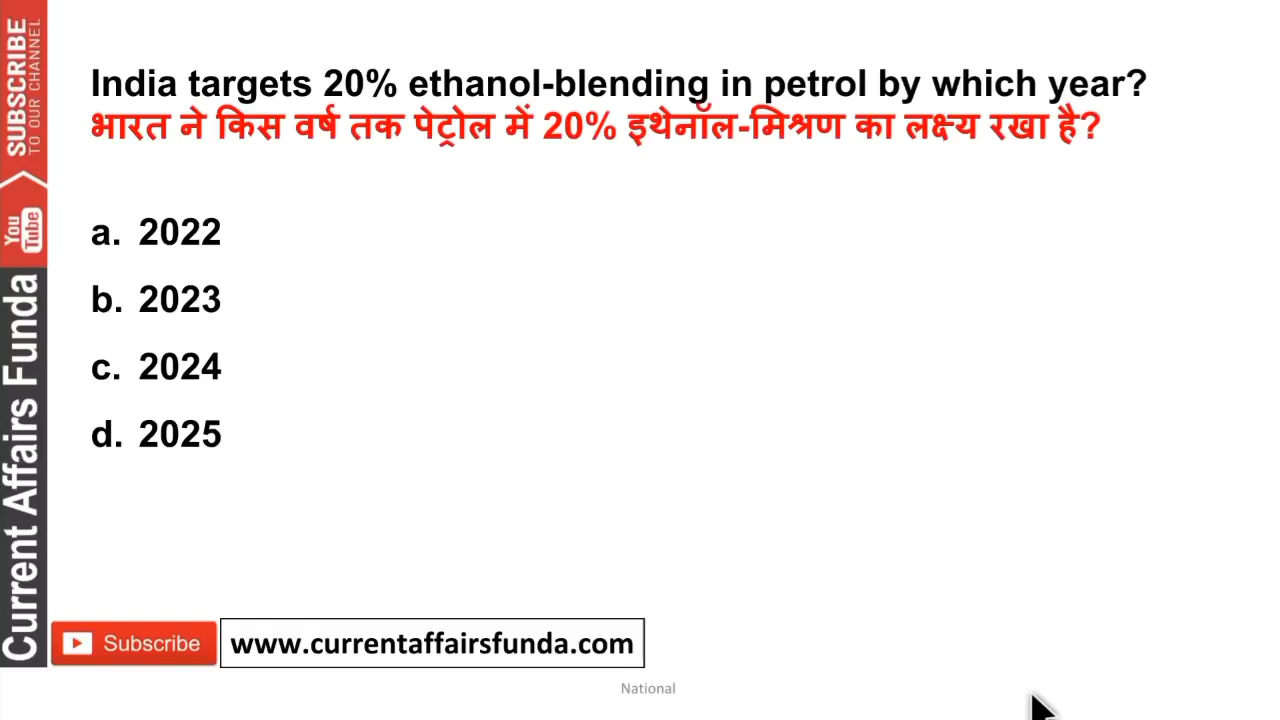 India targets 20% ethanol-blending in petrol by which year?
भारत ने किस वर्ष तक पेट्रोल में 20% इथेनॉल-मिश्रण का लक्ष्य रखा है?
a. 2022
b. 2023
c. 2024
d. 2025
SUBSCRIBE
TO OUR CHANNEL
You
Tube
Current Affairs Funda
Subscribe
www.currentaffairsfunda.com
National